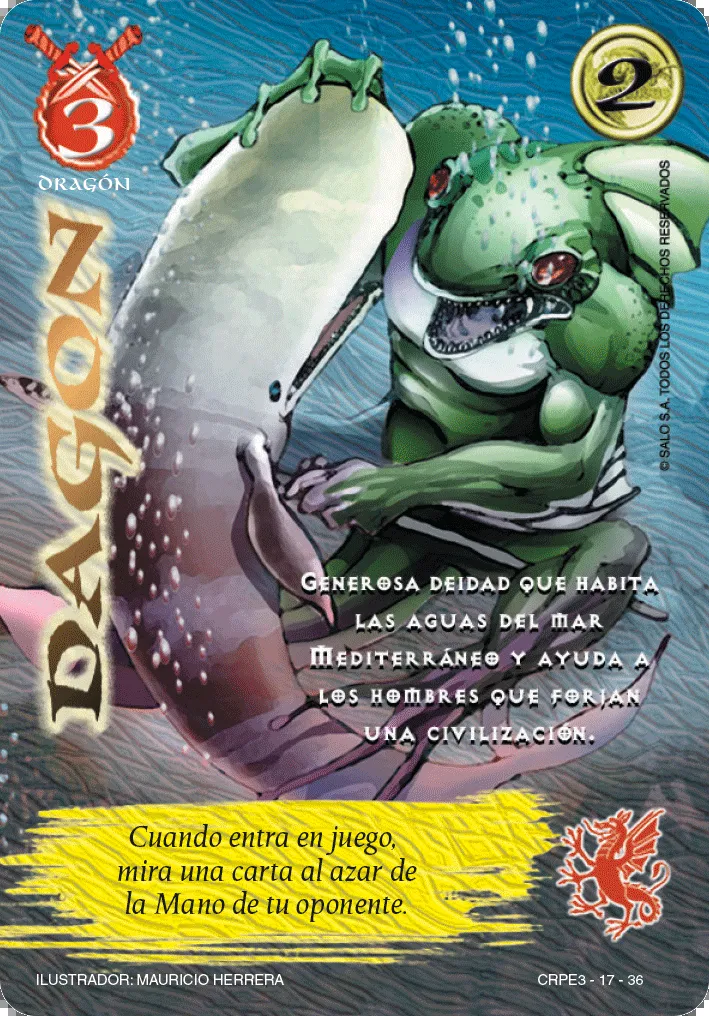 3
2
DRAGÓN
DAGON
© SALO S.A. TODOS LOS DERECHOS RESERVADOS
GENEROSA DEIDAD QUE HABITA
LAS AGUAS DEL MAR
MEDITERRÁNEO Y AYUDA A
LOS HOMBRES QUE FORJAN
UNA CIVILIZACIÓN.
Cuando entra en juego,
mira una carta al azar de
la Mano de tu oponente.
ILUSTRADOR: MAURICIO HERRERA
CRPE3 - 17 - 36